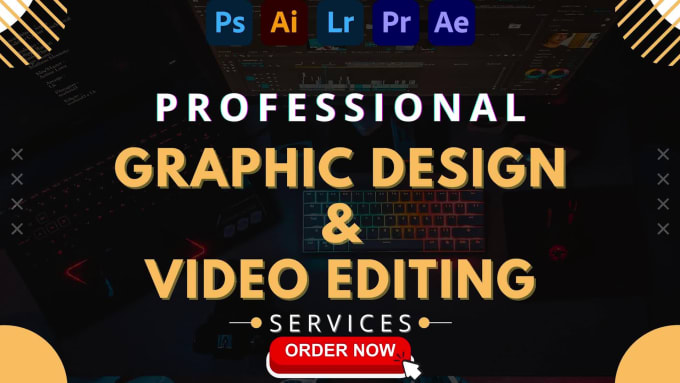 Ps Ai Lr Pr Ae
PROFESSIONAL
GRAPHIC DESIGN
&
VIDEO EDITING
SERVICES
ORDER NOW